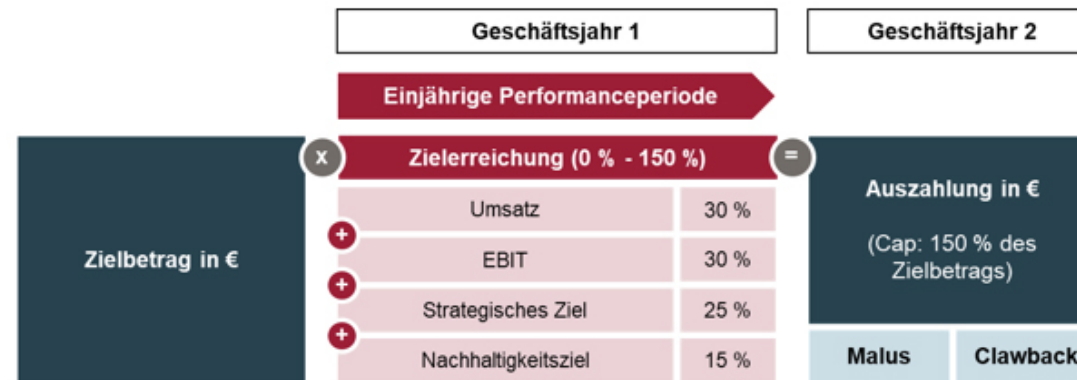 Geschäftsjahr 1
Geschäftsjahr 2
Einjährige Performanceperiode
Zielbetrag in €
x
Zielerreichung (0 % - 150 %)
=
Umsatz 30 %
+
EBIT 30 %
+
Strategisches Ziel 25 %
+
Nachhaltigkeitsziel 15 %
Auszahlung in €
(Cap: 150 % des
Zielbetrags)
Malus
Clawback